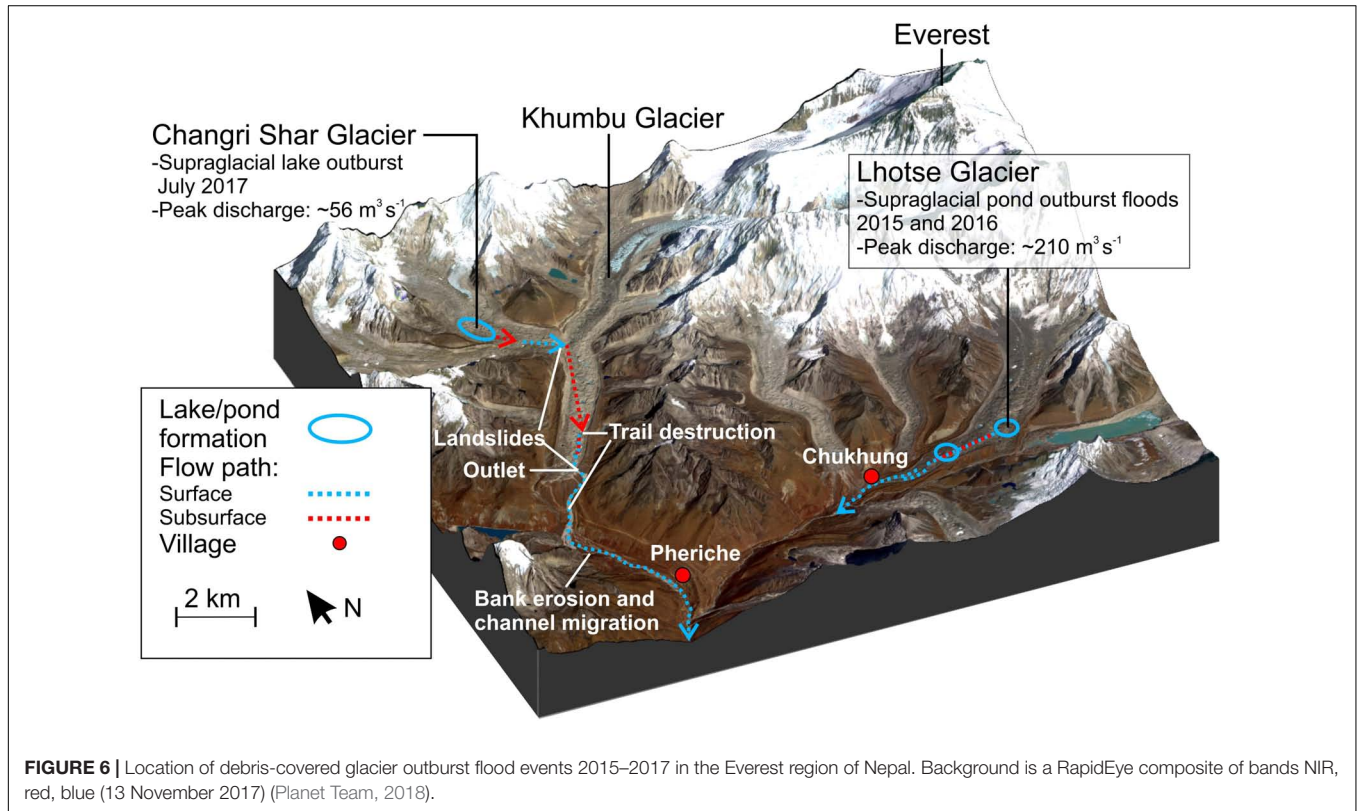 Everest
Khumbu Glacier
Changri Shar Glacier
-Supraglacial lake outburst
July 2017
-Peak discharge: ~56 m³ s⁻¹
Lhotse Glacier
-Supraglacial pond outburst floods
2015 and 2016
-Peak discharge: ~210 m³ s⁻¹
Landslides
Trail destruction
Outlet
Chukhung
Pheriche
Bank erosion and
channel migration
Lake/pond
formation
Flow path:
Surface
Subsurface
Village
2 km
N
FIGURE 6 | Location of debris-covered glacier outburst flood events 2015–2017 in the Everest region of Nepal. Background is a RapidEye composite of bands NIR,
red, blue (13 November 2017) (Planet Team, 2018).